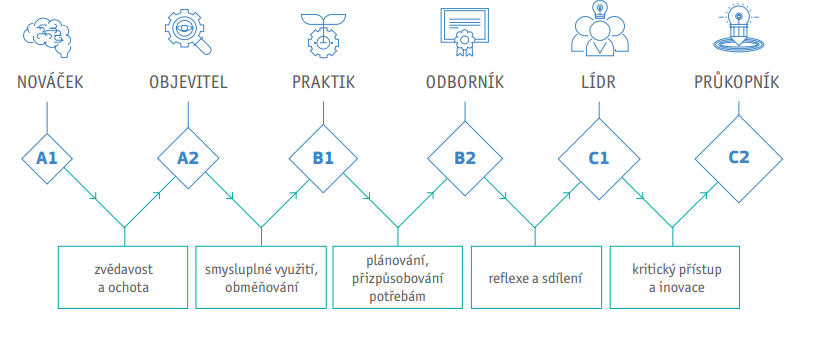 NOVÁČEK
OBJEVITEL
PRAKTIK
ODBORNÍK
LÍDR
PRŮKOPNÍK
A1
A2
B1
B2
C1
C2
zvědavost
a ochota
smysluplné využití,
obměňování
plánování,
přizpůsobování
potřebám
reflexe a sdílení
kritický přístup
a inovace